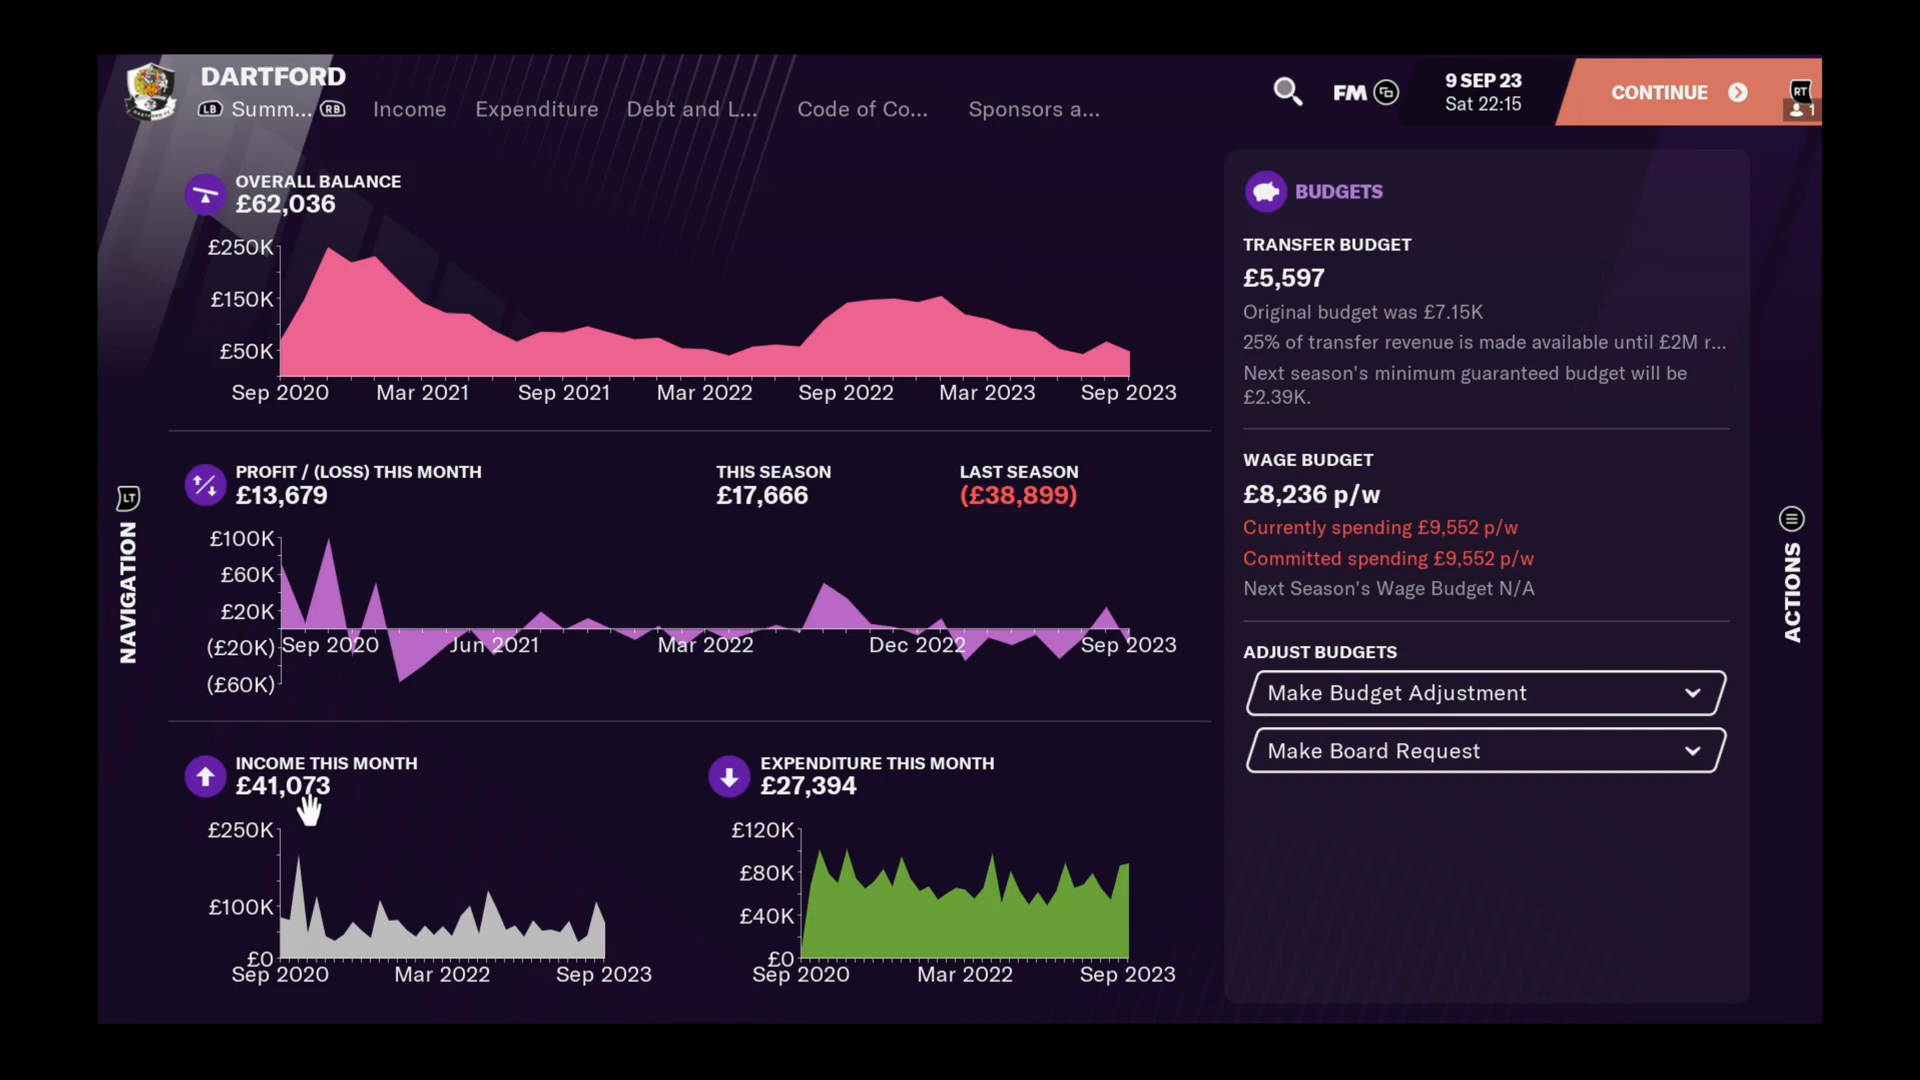 DARTFORD
LB Summ... RB Income Expenditure Debt and L... Code of Co... Sponsors a...
FM
9 SEP 23
Sat 22:15
CONTINUE
RT
1
OVERALL BALANCE
£62,036
£250K
£150K
£50K
Sep 2020 Mar 2021 Sep 2021 Mar 2022 Sep 2022 Mar 2023 Sep 2023
PROFIT / (LOSS) THIS MONTH
£13,679
THIS SEASON
£17,666
LAST SEASON
(£38,899)
£100K
£60K
£20K
(£20K)
(£60K)
Sep 2020 Jun 2021 Mar 2022 Dec 2022 Sep 2023
INCOME THIS MONTH
£41,073
£250K
£100K
£0
Sep 2020 Mar 2022 Sep 2023
EXPENDITURE THIS MONTH
£27,394
£120K
£80K
£40K
£0
Sep 2020 Mar 2022 Sep 2023
BUDGETS
TRANSFER BUDGET
£5,597
Original budget was £7.15K
25% of transfer revenue is made available until £2M r...
Next season's minimum guaranteed budget will be
£2.39K.
WAGE BUDGET
£8,236 p/w
Currently spending £9,552 p/w
Committed spending £9,552 p/w
Next Season's Wage Budget N/A
ADJUST BUDGETS
Make Budget Adjustment
Make Board Request
LT
NAVIGATION
ACTIONS